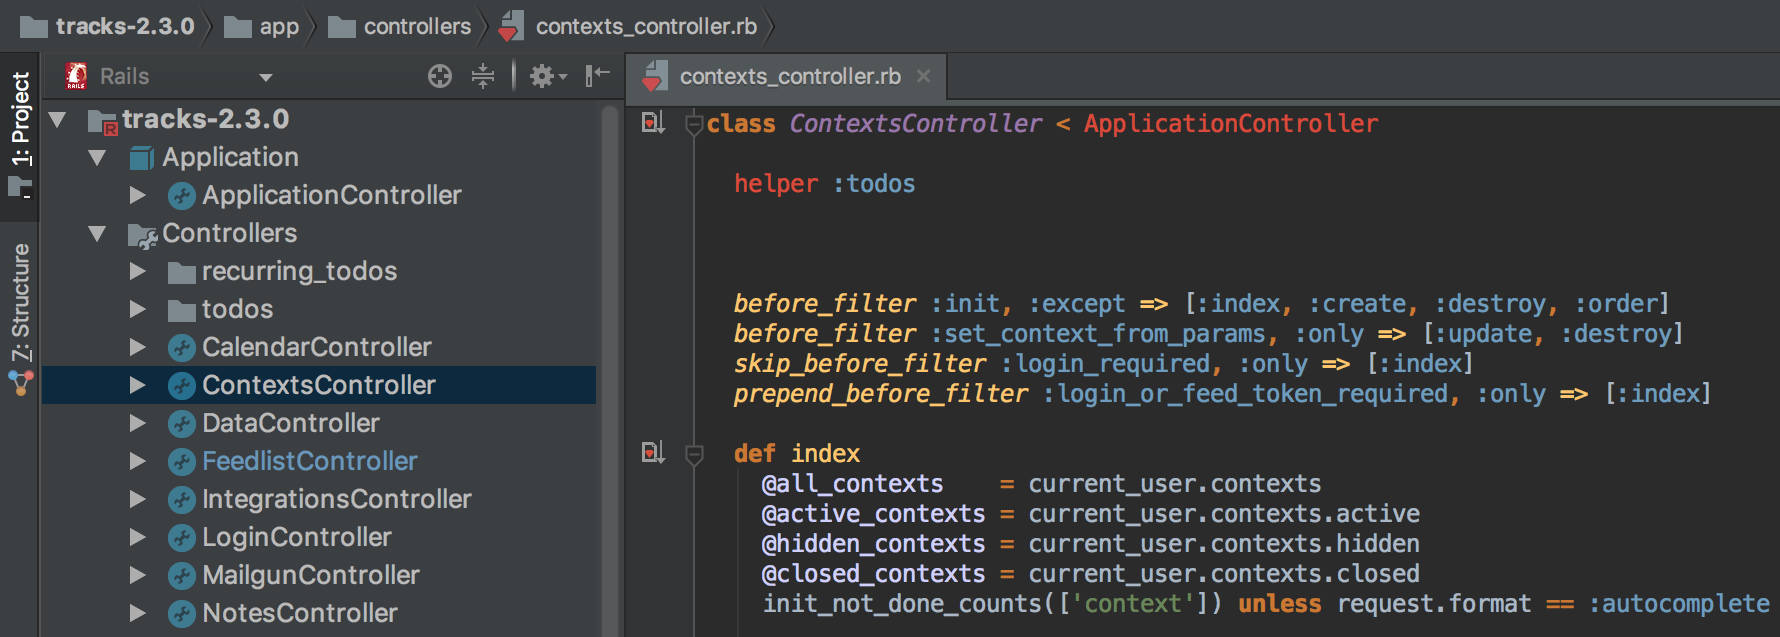 tracks-2.3.0 app controllers contexts_controller.rb
1: Project
7: Structure
RAILS Rails
R tracks-2.3.0
Application
ApplicationController
Controllers
recurring_todos
todos
CalendarController
ContextsController
DataController
FeedlistController
IntegrationsController
LoginController
MailgunController
NotesController
contexts_controller.rb ×
class ContextsController < ApplicationController
helper :todos
before_filter :init, :except => [:index, :create, :destroy, :order]
before_filter :set_context_from_params, :only => [:update, :destroy]
skip_before_filter :login_required, :only => [:index]
prepend_before_filter :login_or_feed_token_required, :only => [:index]
def index
@all_contexts    = current_user.contexts
@active_contexts = current_user.contexts.active
@hidden_contexts = current_user.contexts.hidden
@closed_contexts = current_user.contexts.closed
init_not_done_counts(['context']) unless request.format == :autocomplete